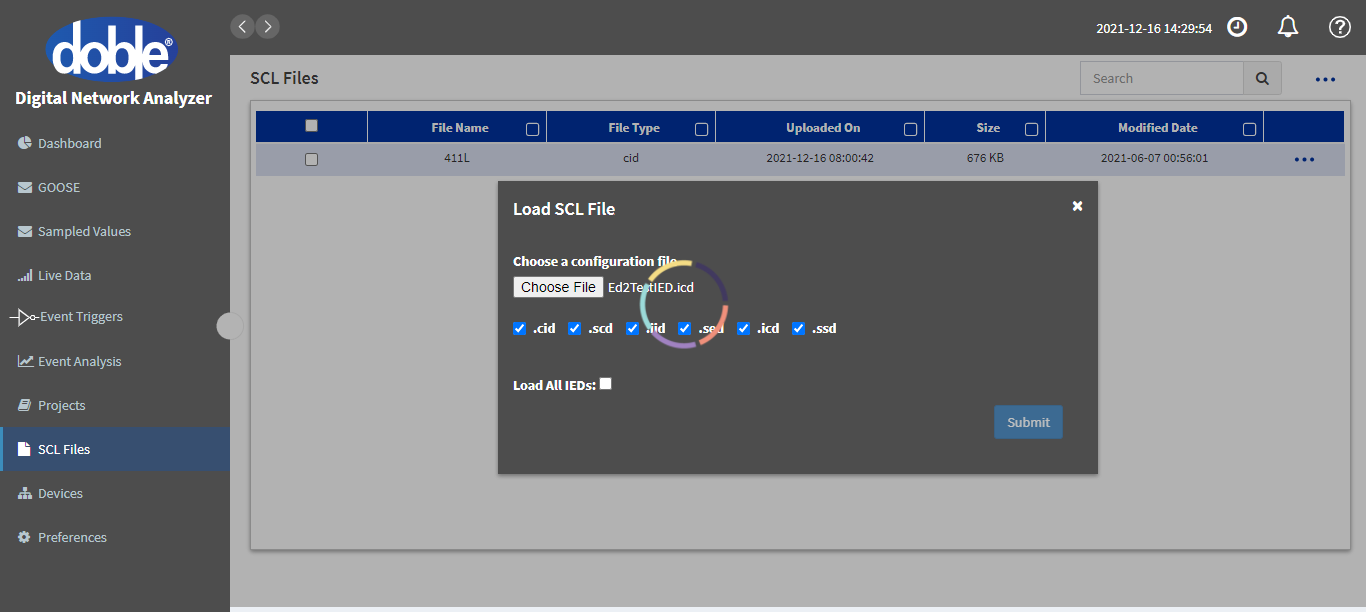 doble®
Digital Network Analyzer
Dashboard
GOOSE
Sampled Values
Live Data
Event Triggers
Event Analysis
Projects
SCL Files
Devices
Preferences
2021-12-16 14:29:54
SCL Files
Search
File Name File Type Uploaded On Size Modified Date
411L cid 2021-12-16 08:00:42 676 KB 2021-06-07 00:56:01
Load SCL File
Choose a configuration file
Choose File Ed2TestIED.icd
.cid .scd .iid .sed .icd .ssd
Load All IEDs:
Submit